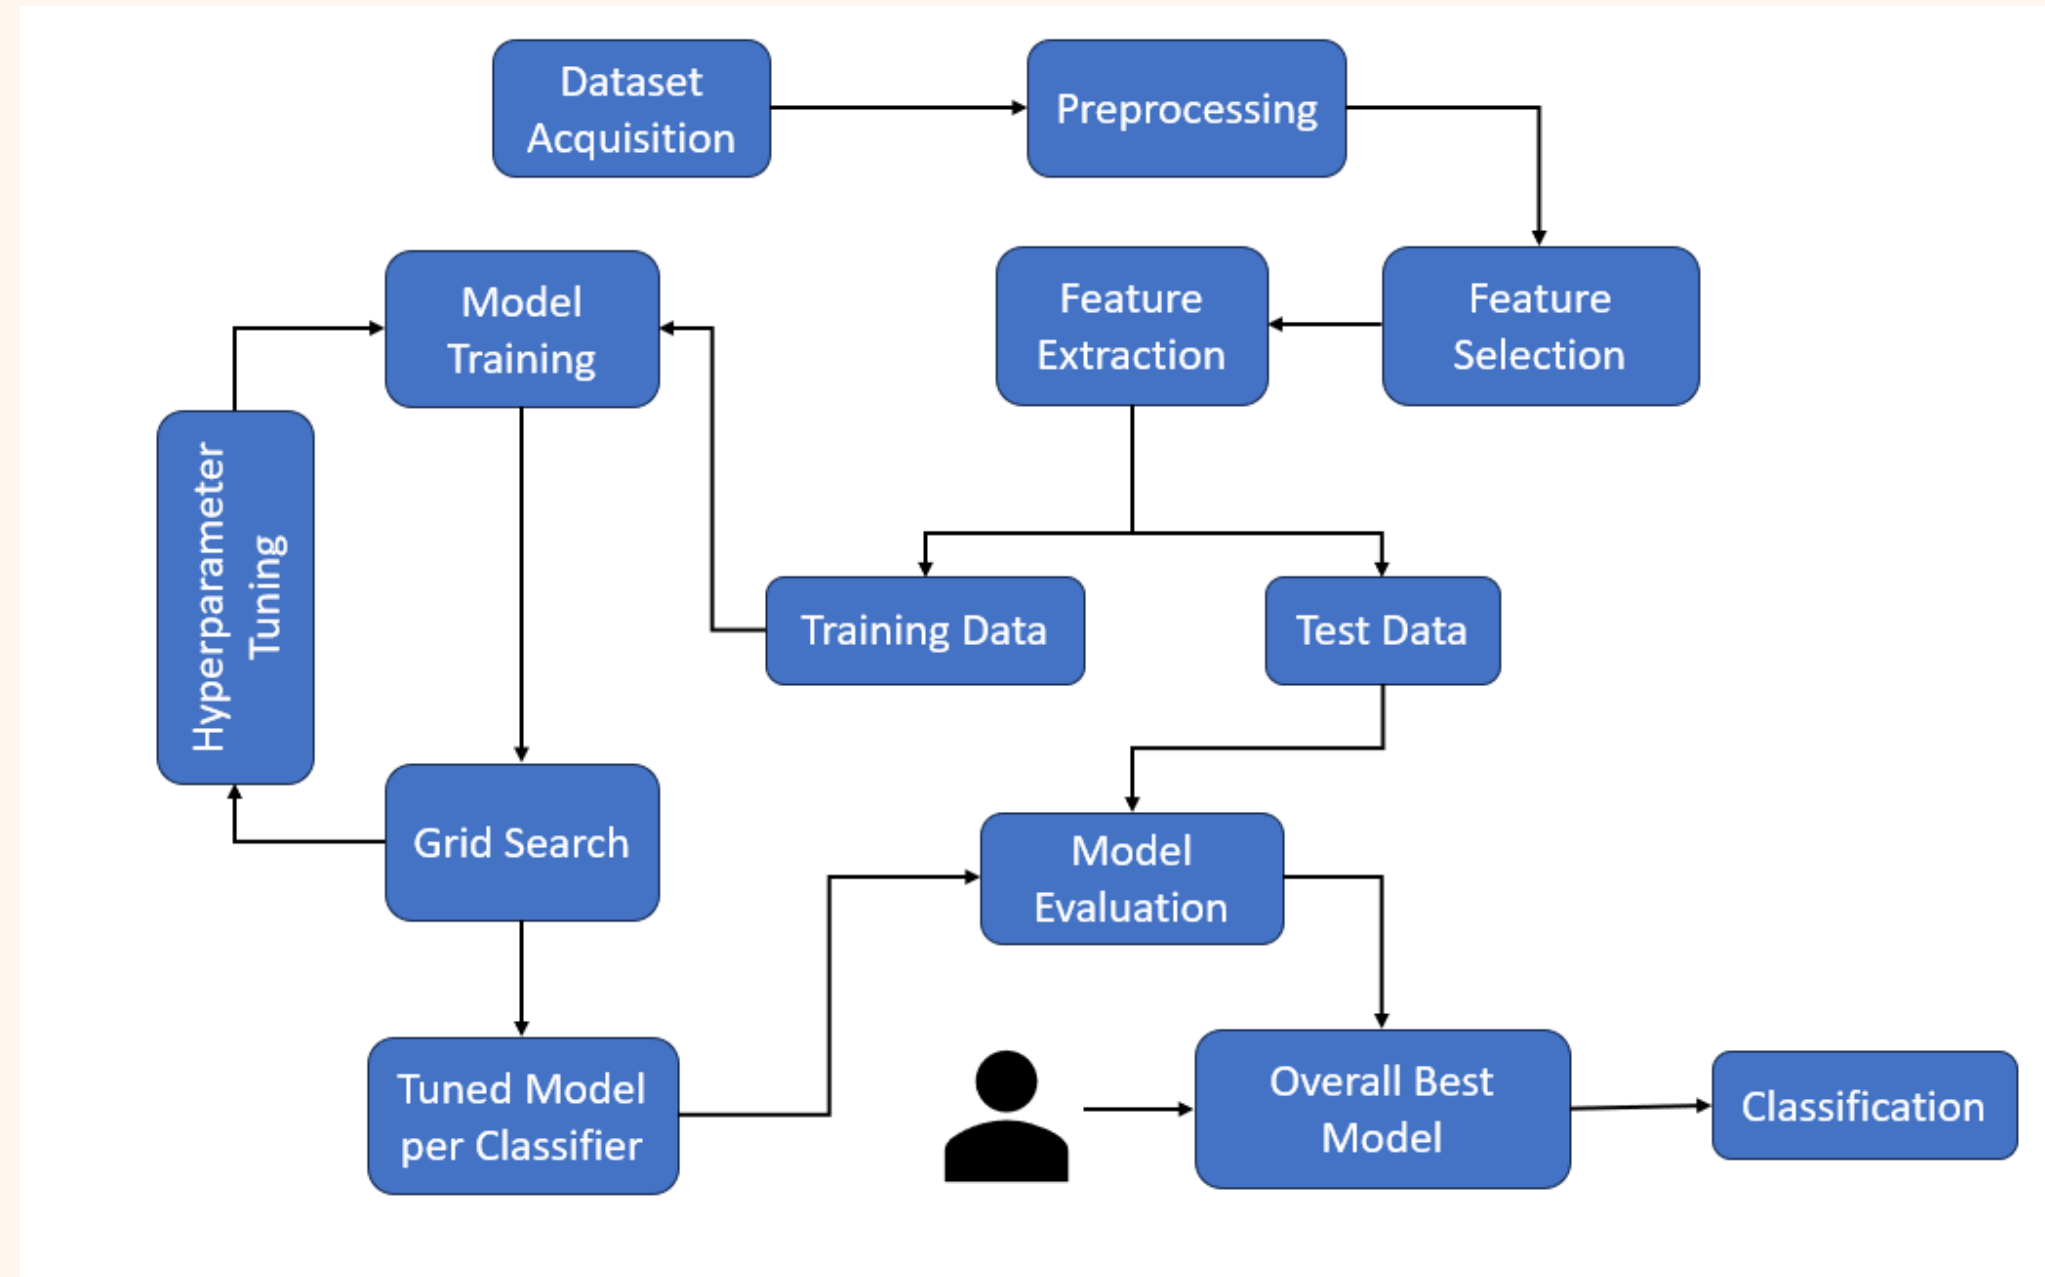 Dataset
Acquisition
Preprocessing
Feature
Selection
Feature
Extraction
Training Data
Test Data
Model
Training
Hyperparameter
Tuning
Grid Search
Tuned Model
per Classifier
Model
Evaluation
Overall Best
Model
Classification